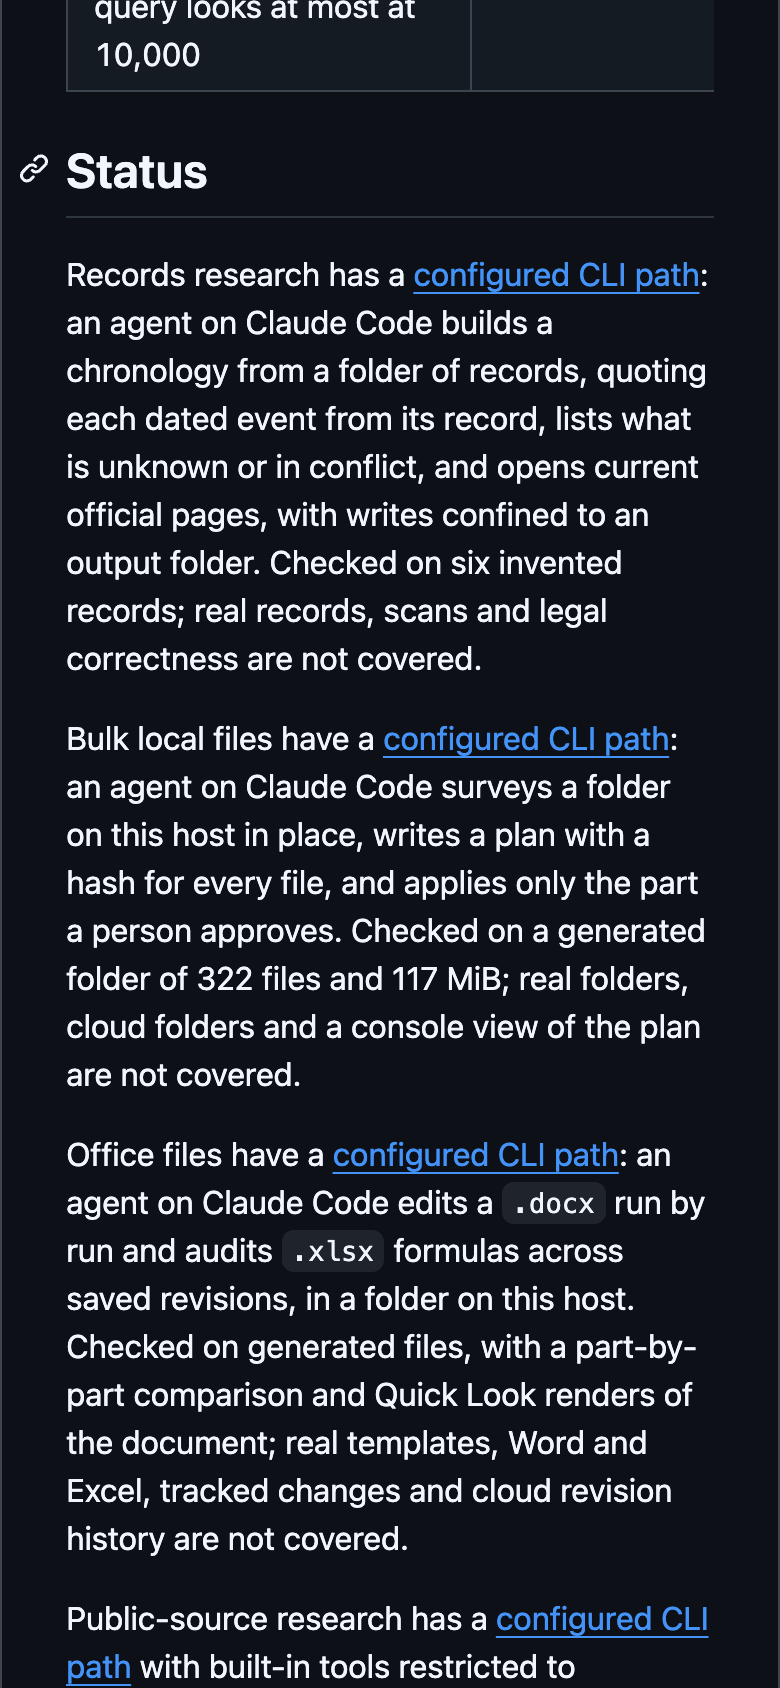 query looks at most at
10,000
Status
Records research has a configured CLI path:
an agent on Claude Code builds a
chronology from a folder of records, quoting
each dated event from its record, lists what
is unknown or in conflict, and opens current
official pages, with writes confined to an
output folder. Checked on six invented
records; real records, scans and legal
correctness are not covered.
Bulk local files have a configured CLI path:
an agent on Claude Code surveys a folder
on this host in place, writes a plan with a
hash for every file, and applies only the part
a person approves. Checked on a generated
folder of 322 files and 117 MiB; real folders,
cloud folders and a console view of the plan
are not covered.
Office files have a configured CLI path: an
agent on Claude Code edits a .docx run by
run and audits .xlsx formulas across
saved revisions, in a folder on this host.
Checked on generated files, with a part-by-
part comparison and Quick Look renders of
the document; real templates, Word and
Excel, tracked changes and cloud revision
history are not covered.
Public-source research has a configured CLI
path with built-in tools restricted to